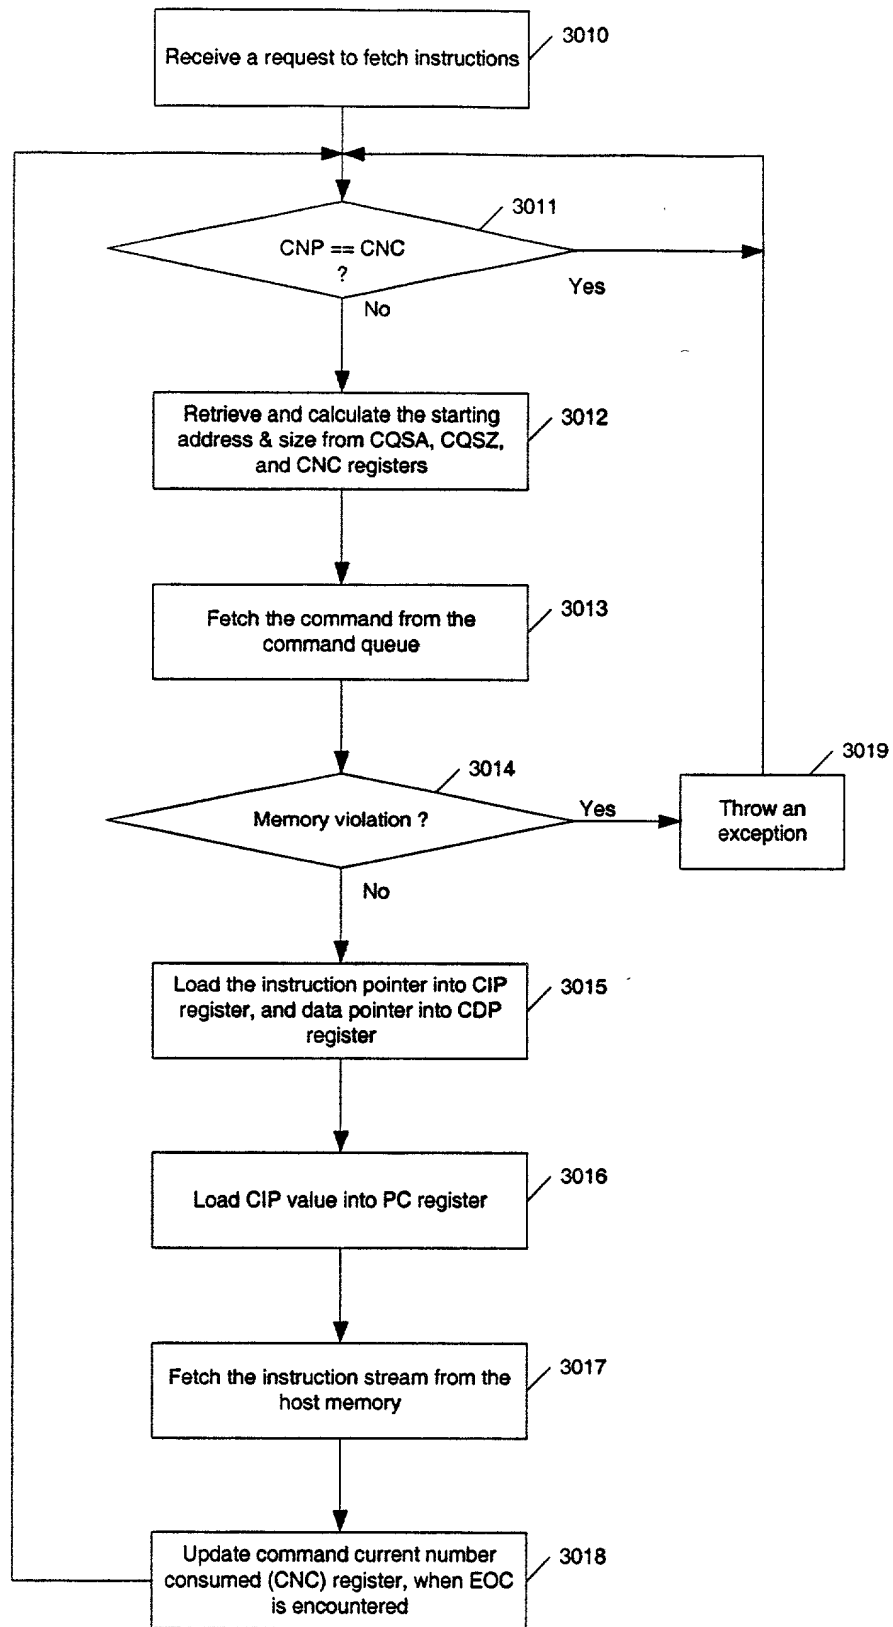 Receive a request to fetch instructions
3010
3011
CNP == CNC
?
Yes
No
Retrieve and calculate the starting
address & size from CQSA, CQSZ,
and CNC registers
3012
Fetch the command from the
command queue
3013
3014
Memory violation ?
Yes
No
3019
Throw an
exception
Load the instruction pointer into CIP
register, and data pointer into CDP
register
3015
Load CIP value into PC register
3016
Fetch the instruction stream from the
host memory
3017
Update command current number
consumed (CNC) register, when EOC
is encountered
3018